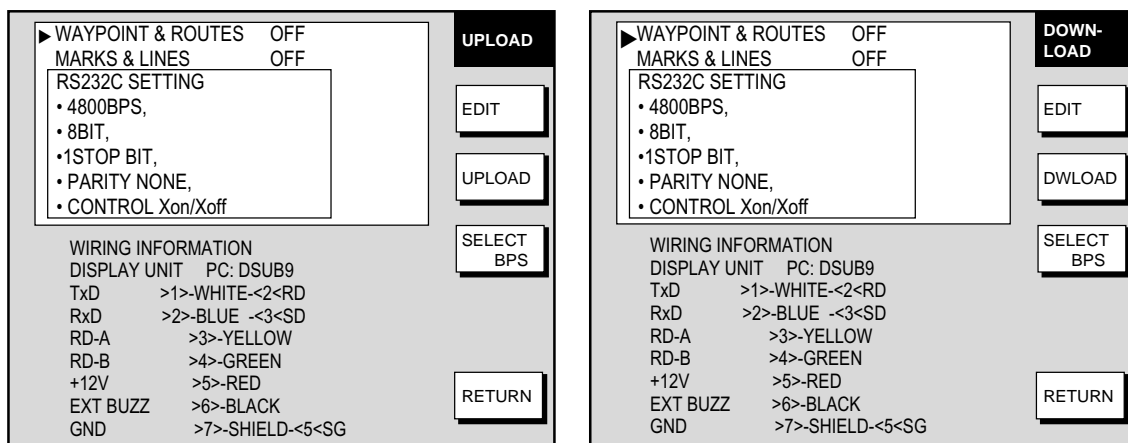 ▶WAYPOINT & ROUTES OFF
MARKS & LINES OFF
RS232C SETTING
• 4800BPS,
• 8BIT,
•1STOP BIT,
• PARITY NONE,
• CONTROL Xon/Xoff
WIRING INFORMATION
DISPLAY UNIT PC: DSUB9
TxD >1>-WHITE-<2<RD
RxD >2>-BLUE -<3<SD
RD-A >3>-YELLOW
RD-B >4>-GREEN
+12V >5>-RED
EXT BUZZ >6>-BLACK
GND >7>-SHIELD-<5<SG
UPLOAD
EDIT
UPLOAD
SELECT
BPS
RETURN
▶WAYPOINT & ROUTES OFF
MARKS & LINES OFF
RS232C SETTING
• 4800BPS,
• 8BIT,
•1STOP BIT,
• PARITY NONE,
• CONTROL Xon/Xoff
WIRING INFORMATION
DISPLAY UNIT PC: DSUB9
TxD >1>-WHITE-<2<RD
RxD >2>-BLUE -<3<SD
RD-A >3>-YELLOW
RD-B >4>-GREEN
+12V >5>-RED
EXT BUZZ >6>-BLACK
GND >7>-SHIELD-<5<SG
DOWN-
LOAD
EDIT
DWLOAD
SELECT
BPS
RETURN